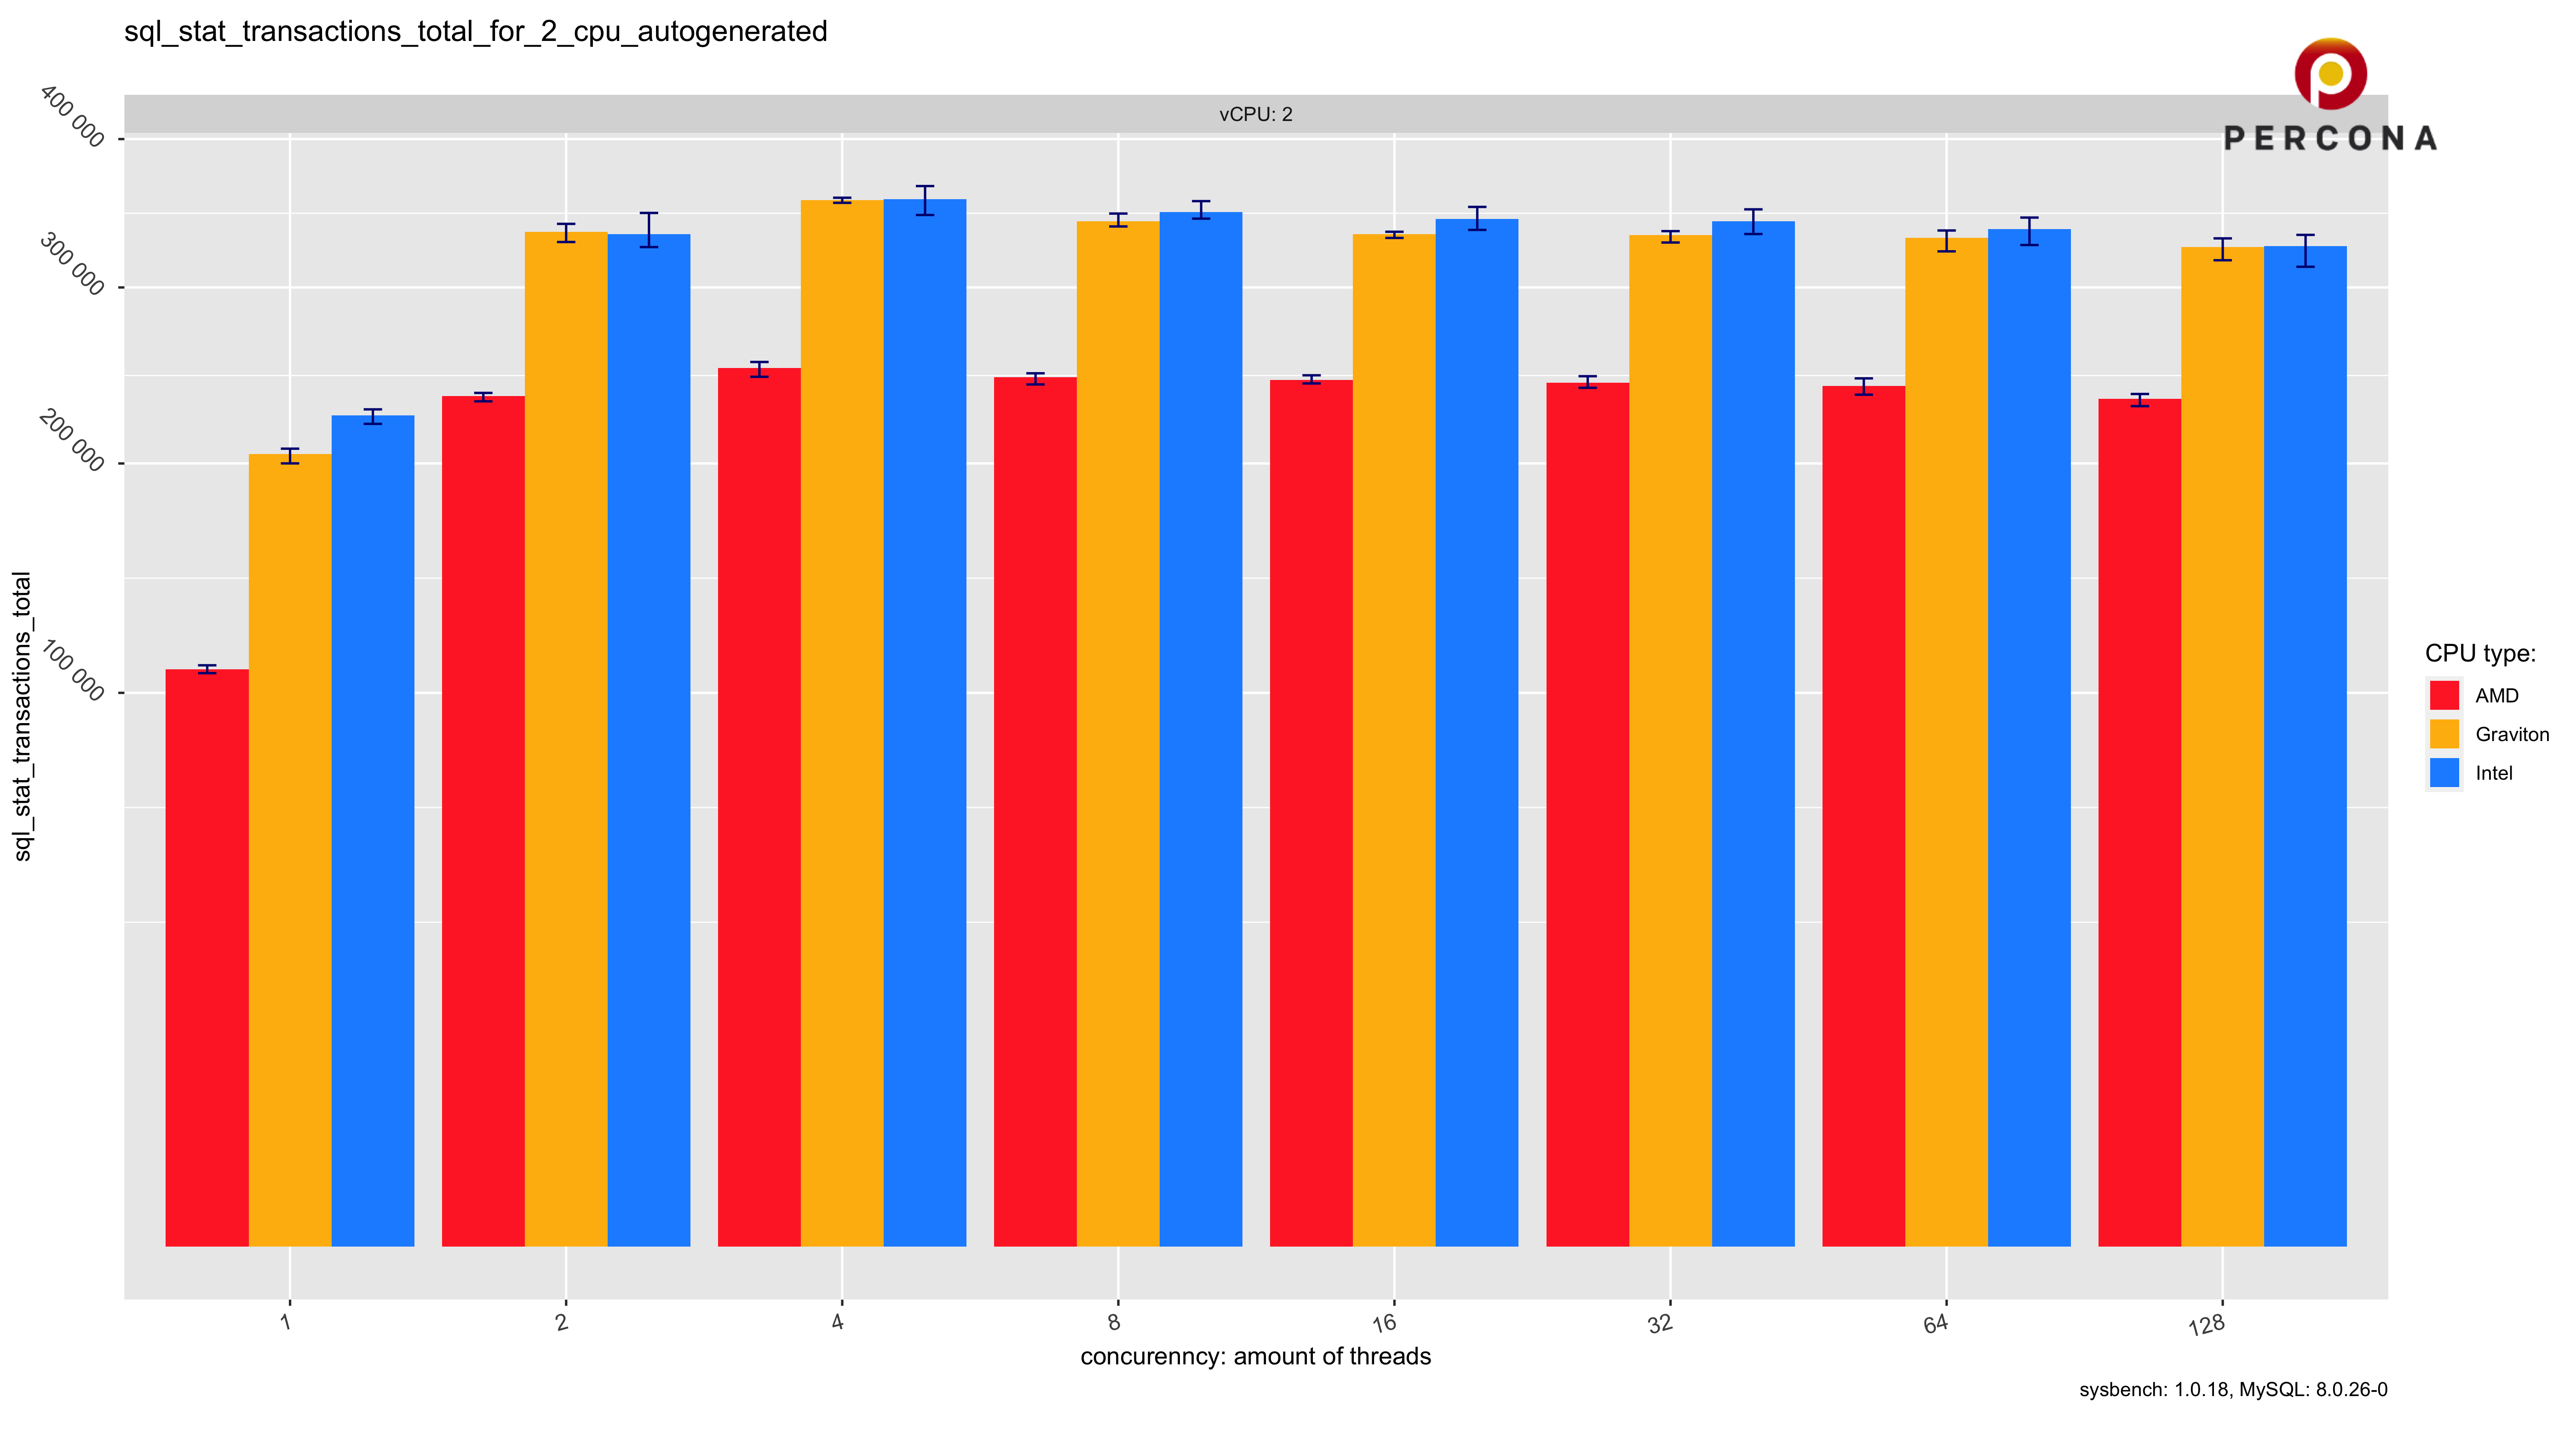 sql_stat_transactions_total_for_2_cpu_autogenerated
PERCONA
vCPU: 2
400 000
300 000
200 000
100 000
sql_stat_transactions_total
1
2
4
8
16
32
64
128
concurenncy: amount of threads
CPU type:
AMD
Graviton
Intel
sysbench: 1.0.18, MySQL: 8.0.26-0